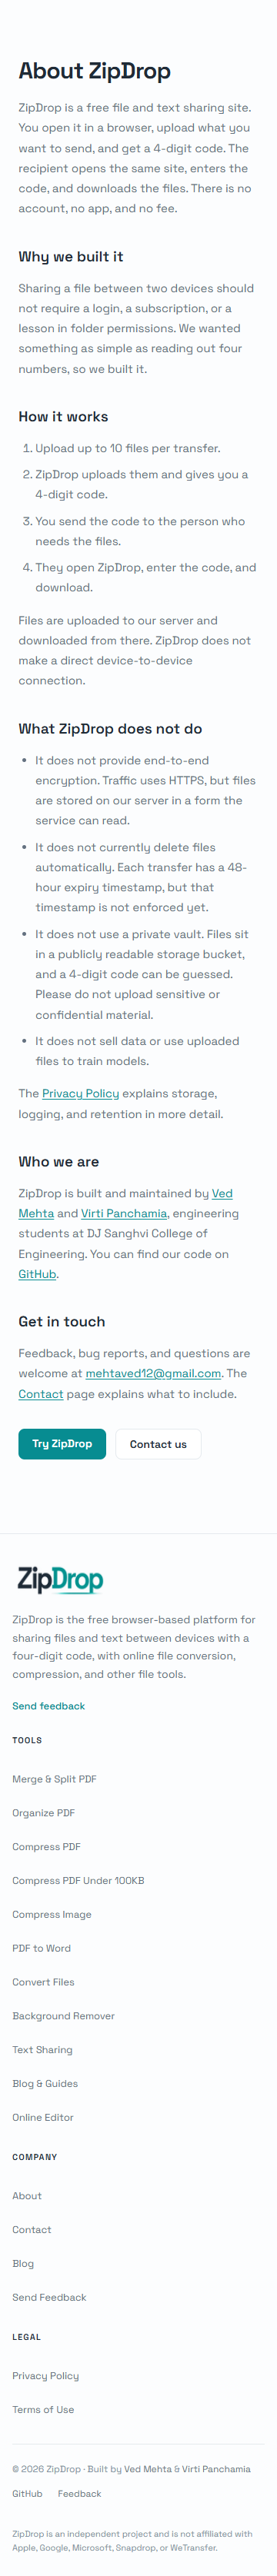 About ZipDrop
ZipDrop is a free file and text sharing site.
You open it in a browser, upload what you
want to send, and get a 4-digit code. The
recipient opens the same site, enters the
code, and downloads the files. There is no
account, no app, and no fee.
Why we built it
Sharing a file between two devices should
not require a login, a subscription, or a
lesson in folder permissions. We wanted
something as simple as reading out four
numbers, so we built it.
How it works
1. Upload up to 10 files per transfer.
2. ZipDrop uploads them and gives you a
4-digit code.
3. You send the code to the person who
needs the files.
4. They open ZipDrop, enter the code, and
download.
Files are uploaded to our server and
downloaded from there. ZipDrop does not
make a direct device-to-device
connection.
What ZipDrop does not do
• It does not provide end-to-end
encryption. Traffic uses HTTPS, but files
are stored on our server in a form the
service can read.
• It does not currently delete files
automatically. Each transfer has a 48-
hour expiry timestamp, but that
timestamp is not enforced yet.
• It does not use a private vault. Files sit
in a publicly readable storage bucket,
and a 4-digit code can be guessed.
Please do not upload sensitive or
confidential material.
• It does not sell data or use uploaded
files to train models.
The Privacy Policy explains storage,
logging, and retention in more detail.
Who we are
ZipDrop is built and maintained by Ved
Mehta and Virti Panchamia, engineering
students at DJ Sanghvi College of
Engineering. You can find our code on
GitHub.
Get in touch
Feedback, bug reports, and questions are
welcome at mehtaved12@gmail.com. The
Contact page explains what to include.
Try ZipDrop
Contact us
ZipDrop
ZipDrop is the free browser-based platform for
sharing files and text between devices with a
four-digit code, with online file conversion,
compression, and other file tools.
Send feedback
TOOLS
Merge & Split PDF
Organize PDF
Compress PDF
Compress PDF Under 100KB
Compress Image
PDF to Word
Convert Files
Background Remover
Text Sharing
Blog & Guides
Online Editor
COMPANY
About
Contact
Blog
Send Feedback
LEGAL
Privacy Policy
Terms of Use
© 2026 ZipDrop · Built by Ved Mehta & Virti Panchamia
GitHub Feedback
ZipDrop is an independent project and is not affiliated with
Apple, Google, Microsoft, Snapdrop, or WeTransfer.